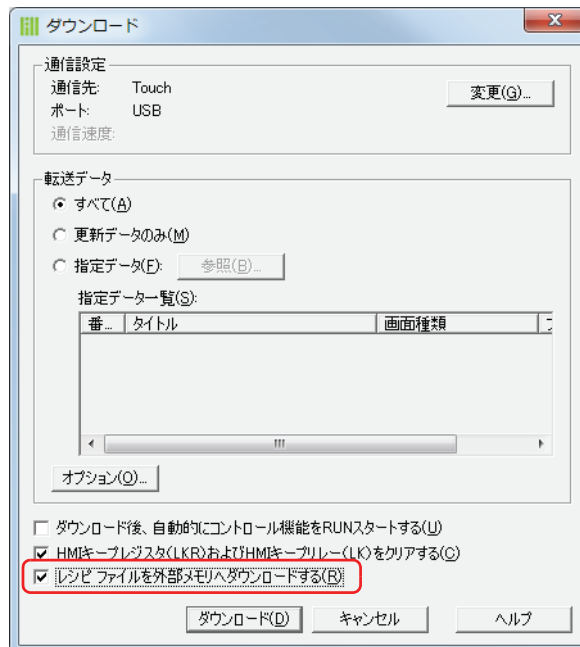 ダウンロード
通信設定
通信先: Touch
変更(G)...
ポート: USB
通信速度:
転送データ
すべて(A)
更新データのみ(M)
指定データ(F): 参照(B)...
指定データ一覧(S):
番... タイトル 画面種類
オプション(O)...
ダウンロード後、自動的にコントロール機能をRUNスタートする(U)
HMIキープレジスタ(LKR)およびHMIキープリレー(LK)をクリアする(C)
レシピ ファイルを外部メモリへダウンロードする(R)
ダウンロード(D) キャンセル ヘルプ